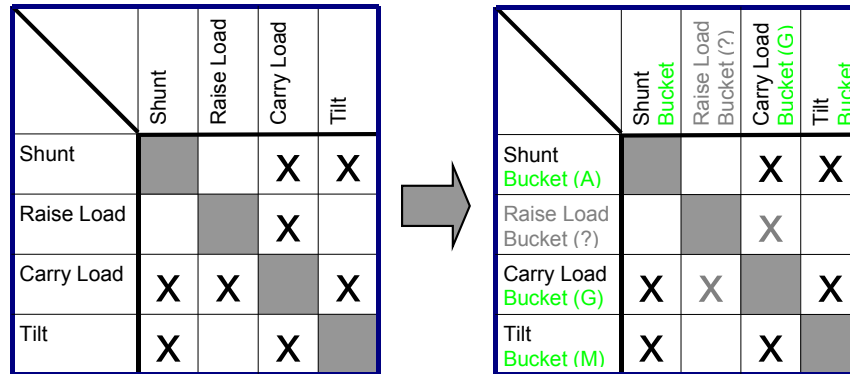 Shunt
Raise Load
Carry Load
Tilt
Shunt
X X
Raise Load
X
Carry Load
X X X
Tilt
X X
Shunt
Bucket
Raise Load
Bucket (?)
Carry Load
Bucket (G)
Tilt
Bucket
Shunt
Bucket (A)
X X
Raise Load
Bucket (?)
X
Carry Load
Bucket (G)
X X X
Tilt
Bucket (M)
X X